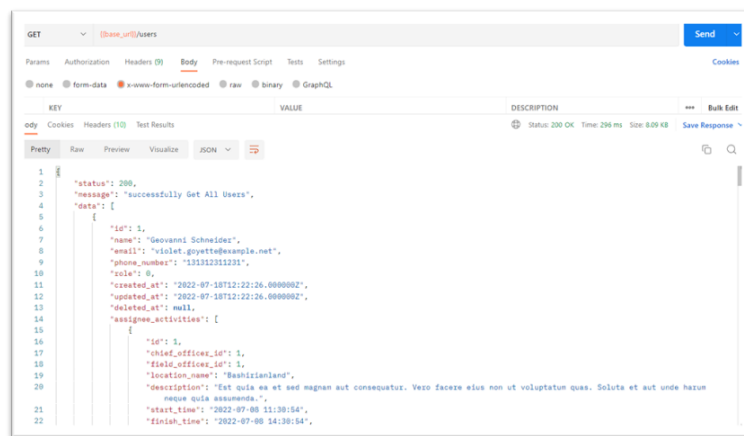 GET {{base_url}}/users Send
Params Authorization Headers (9) Body Pre-request Script Tests Settings Cookies
none form-data x-www-form-urlencoded raw binary GraphQL
KEY VALUE DESCRIPTION ••• Bulk Edit
ody Cookies Headers (10) Test Results Status: 200 OK Time: 296 ms Size: 8.09 KB Save Response
Pretty Raw Preview Visualize JSON
1 {
2 "status": 200,
3 "message": "successfully Get All Users",
4 "data": [
5 {
6 "id": 1,
7 "name": "Geovanni Schneider",
8 "email": "violet.goyette@example.net",
9 "phone_number": "131312311231",
10 "role": 0,
11 "created_at": "2022-07-18T12:22:26.000000Z",
12 "updated_at": "2022-07-18T12:22:26.000000Z",
13 "deleted_at": null,
14 "assignee_activities": [
15 {
16 "id": 1,
17 "chief_officer_id": 1,
18 "field_officer_id": 1,
19 "location_name": "Bashirianland",
20 "description": "Est quia ea et sed magnam aut consequatur. Vero facere eius non ut voluptatum quas. Soluta et aut unde harum
neque quia assumenda.",
21 "start_time": "2022-07-08 11:30:54",
22 "finish_time": "2022-07-08 14:30:54",